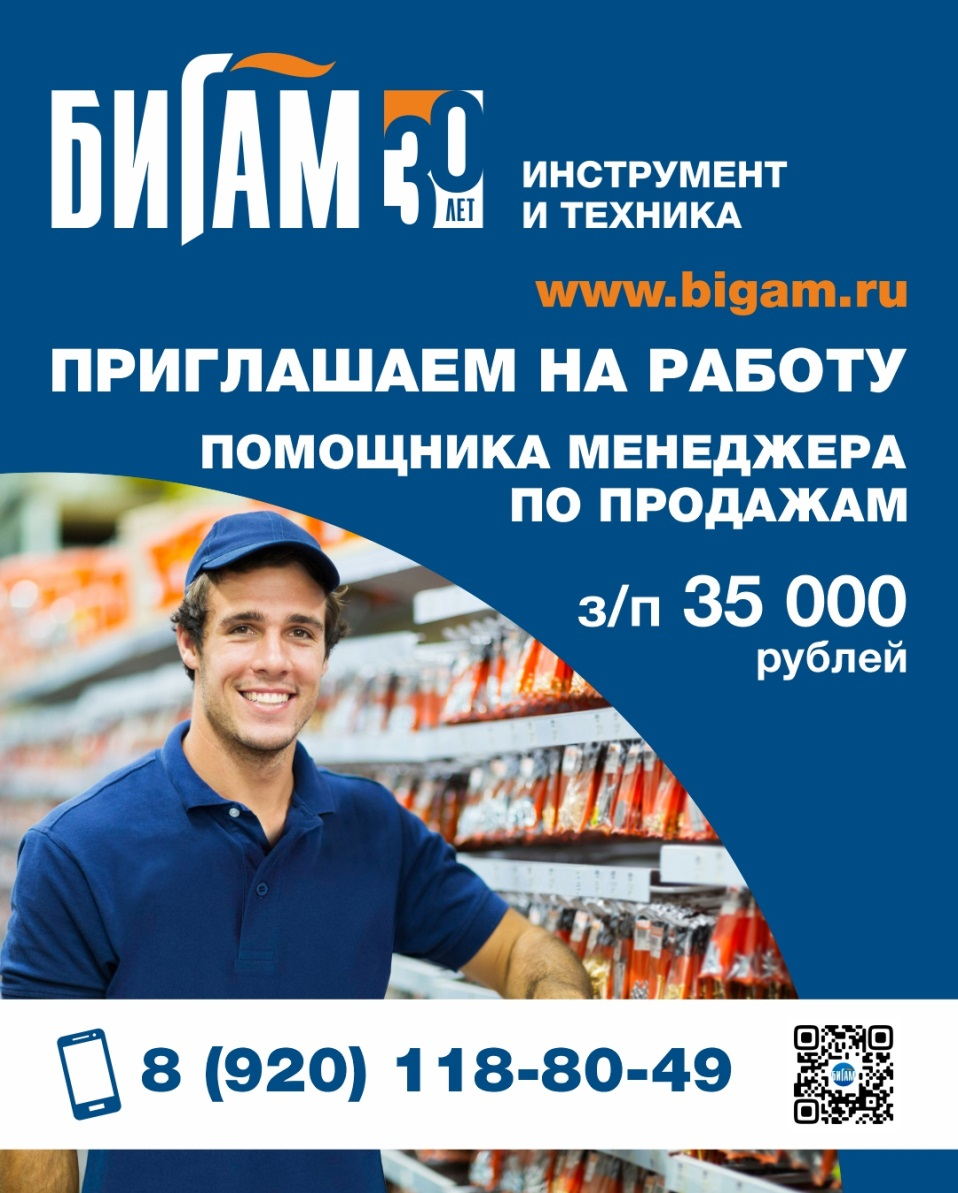 БИГАМ 30 ЛЕТ
ИНСТРУМЕНТ
И ТЕХНИКА
www.bigam.ru
ПРИГЛАШАЕМ НА РАБОТУ
ПОМОЩНИКА МЕНЕДЖЕРА
ПО ПРОДАЖАМ
з/п 35 000
рублей
8 (920) 118-80-49
БИГАМ